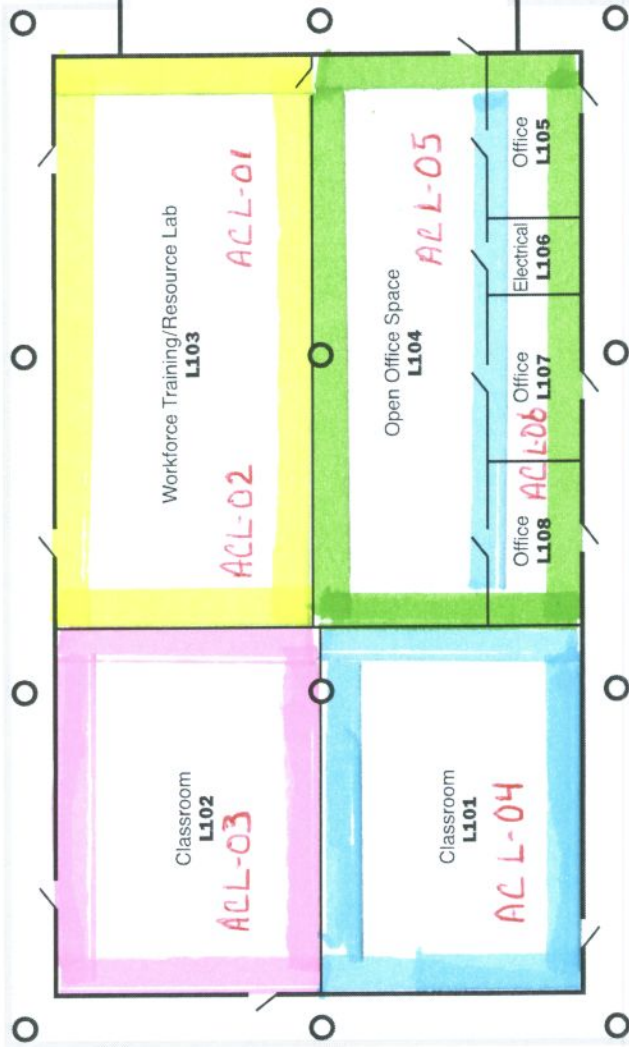 Workforce Training/Resource Lab
L103
ACL-02
ACL-01
Classroom
L102
ACL-03
Open Office Space
L104
ACL-05
Office
L108
Office
L107
ACL-06
Electrical
L106
Office
L105
Classroom
L101
ACL-04